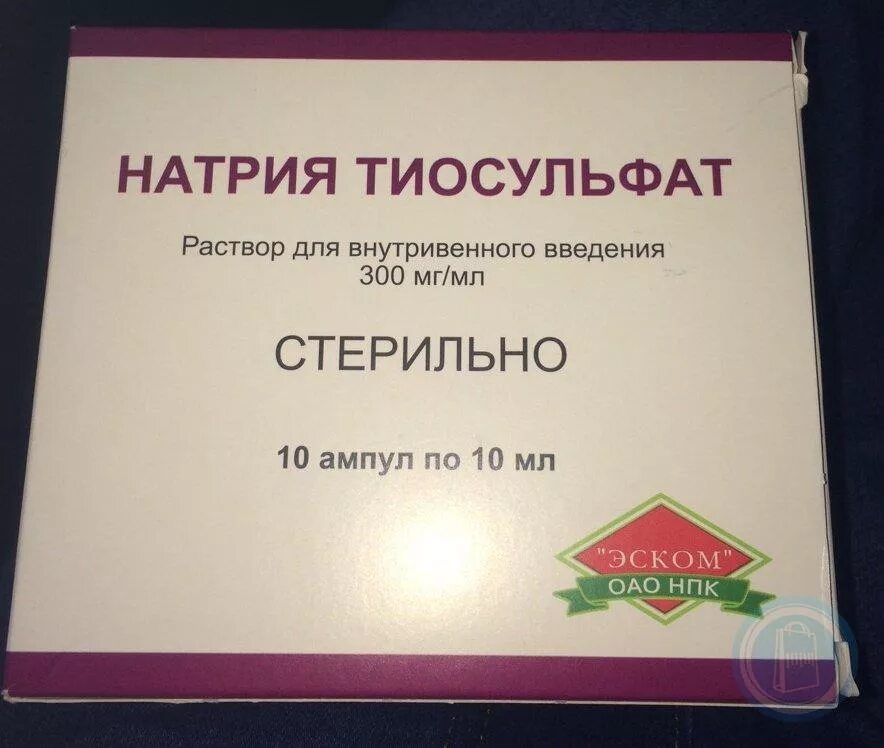 НАТРИЯ ТИОСУЛЬФАТ
Раствор для внутривенного введения
300 мг/мл
СТЕРИЛЬНО
10 ампул по 10 мл
"ЭСКОМ"
ОАО НПК